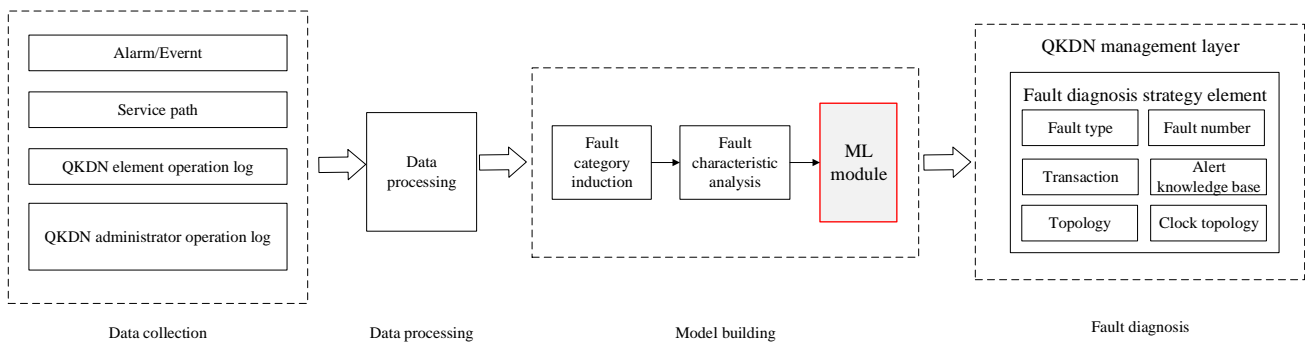 Alarm/Evernt
Service path
QKDN element operation log
QKDN administrator operation log
Data collection
Data
processing
Data processing
Fault
category
induction
Fault
characteristic
analysis
ML
module
Model building
QKDN management layer
Fault diagnosis strategy element
Fault type
Fault number
Transaction
Alert
knowledge base
Topology
Clock topology
Fault diagnosis